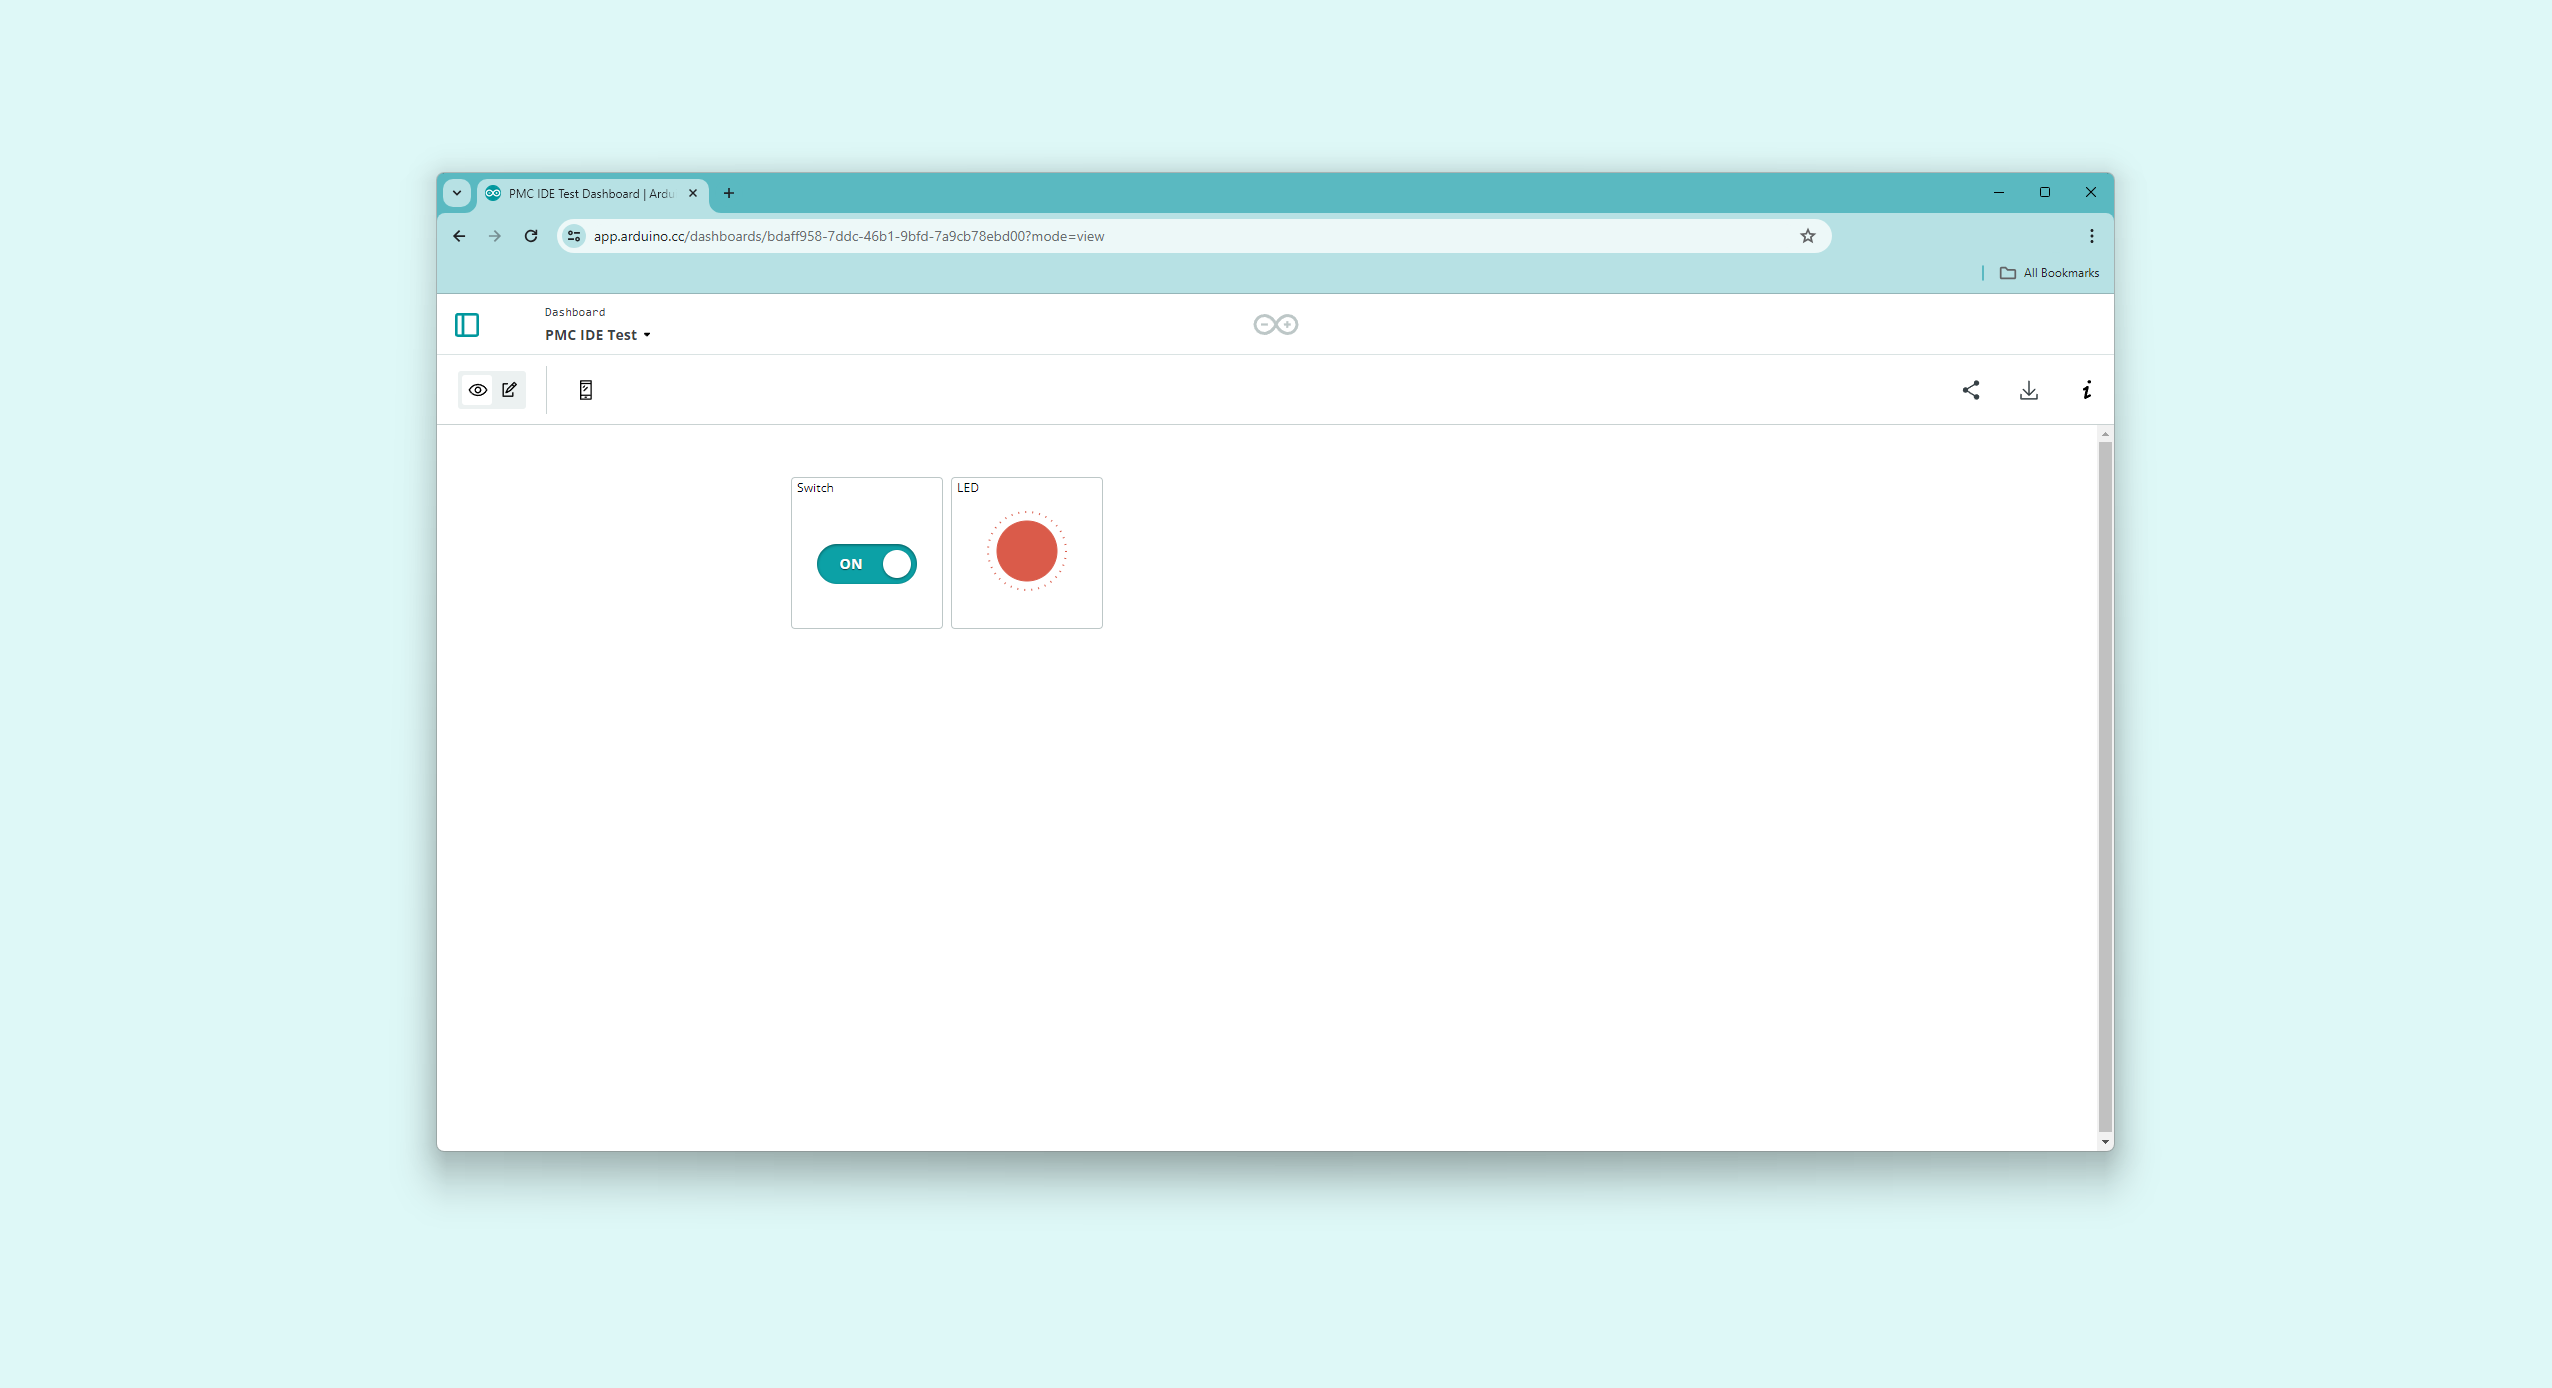 PMC IDE Test Dashboard | Ardu
app.arduino.cc/dashboards/bdaff958-7ddc-46b1-9bfd-7a9cb78ebd00?mode=view
All Bookmarks
Dashboard
PMC IDE Test
Switch
LED
ON